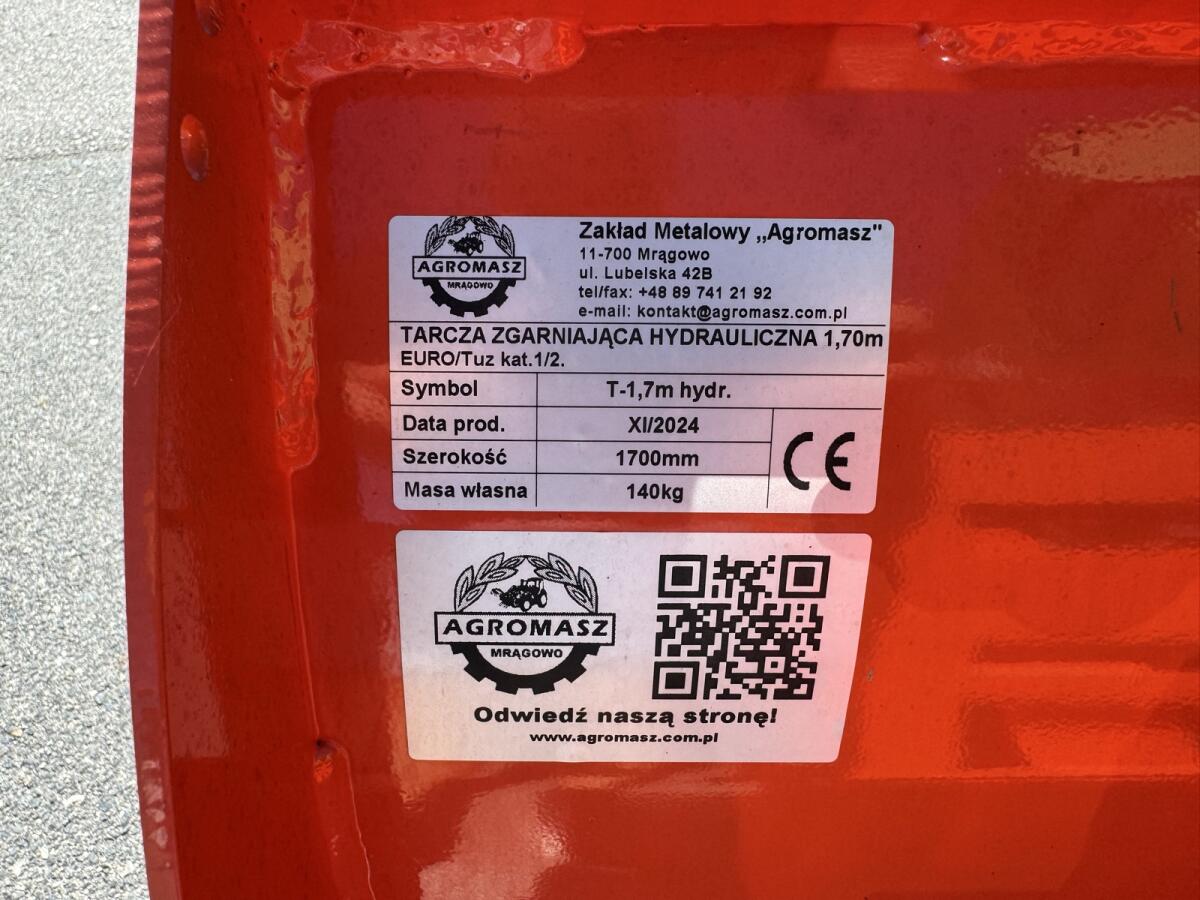 AGROMASZ
MRĄGOWO
Zakład Metalowy „Agromasz"
11-700 Mrągowo
ul. Lubelska 42B
tel/fax: +48 89 741 21 92
e-mail: kontakt@agromasz.com.pl
TARCZA ZGARNIAJĄCA HYDRAULICZNA 1,70m
EURO/Tuz kat.1/2.
Symbol T-1,7m hydr.
Data prod. XI/2024
Szerokość 1700mm
Masa własna 140kg
CE
AGROMASZ
MRĄGOWO
Odwiedź naszą stronę!
www.agromasz.com.pl